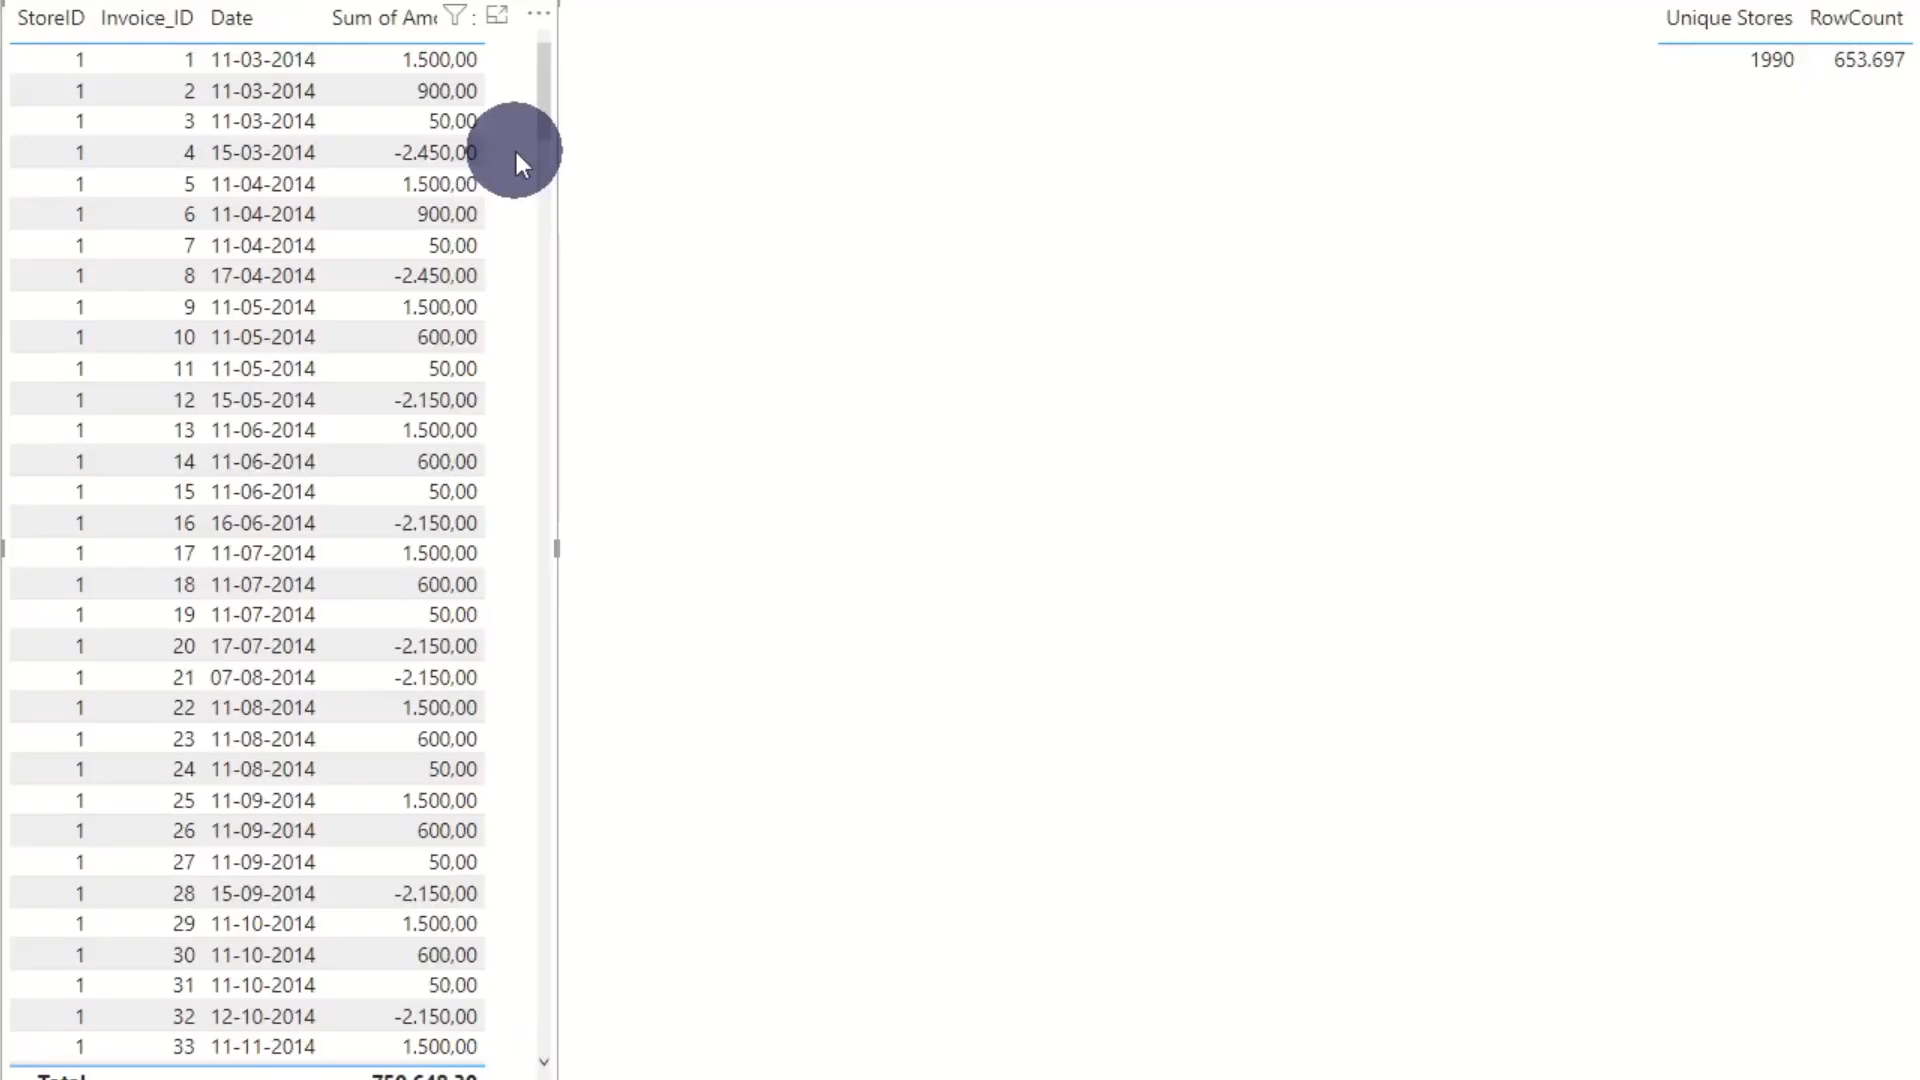 StoreID Invoice_ID Date Sum of Am :
1 1 11-03-2014 1.500,00
1 2 11-03-2014 900,00
1 3 11-03-2014 50,00
1 4 15-03-2014 -2.450,00
1 5 11-04-2014 1.500,00
1 6 11-04-2014 900,00
1 7 11-04-2014 50,00
1 8 17-04-2014 -2.450,00
1 9 11-05-2014 1.500,00
1 10 11-05-2014 600,00
1 11 11-05-2014 50,00
1 12 15-05-2014 -2.150,00
1 13 11-06-2014 1.500,00
1 14 11-06-2014 600,00
1 15 11-06-2014 50,00
1 16 16-06-2014 -2.150,00
1 17 11-07-2014 1.500,00
1 18 11-07-2014 600,00
1 19 11-07-2014 50,00
1 20 17-07-2014 -2.150,00
1 21 07-08-2014 -2.150,00
1 22 11-08-2014 1.500,00
1 23 11-08-2014 600,00
1 24 11-08-2014 50,00
1 25 11-09-2014 1.500,00
1 26 11-09-2014 600,00
1 27 11-09-2014 50,00
1 28 15-09-2014 -2.150,00
1 29 11-10-2014 1.500,00
1 30 11-10-2014 600,00
1 31 11-10-2014 50,00
1 32 12-10-2014 -2.150,00
1 33 11-11-2014 1.500,00
Total
Unique Stores RowCount
1990 653.697